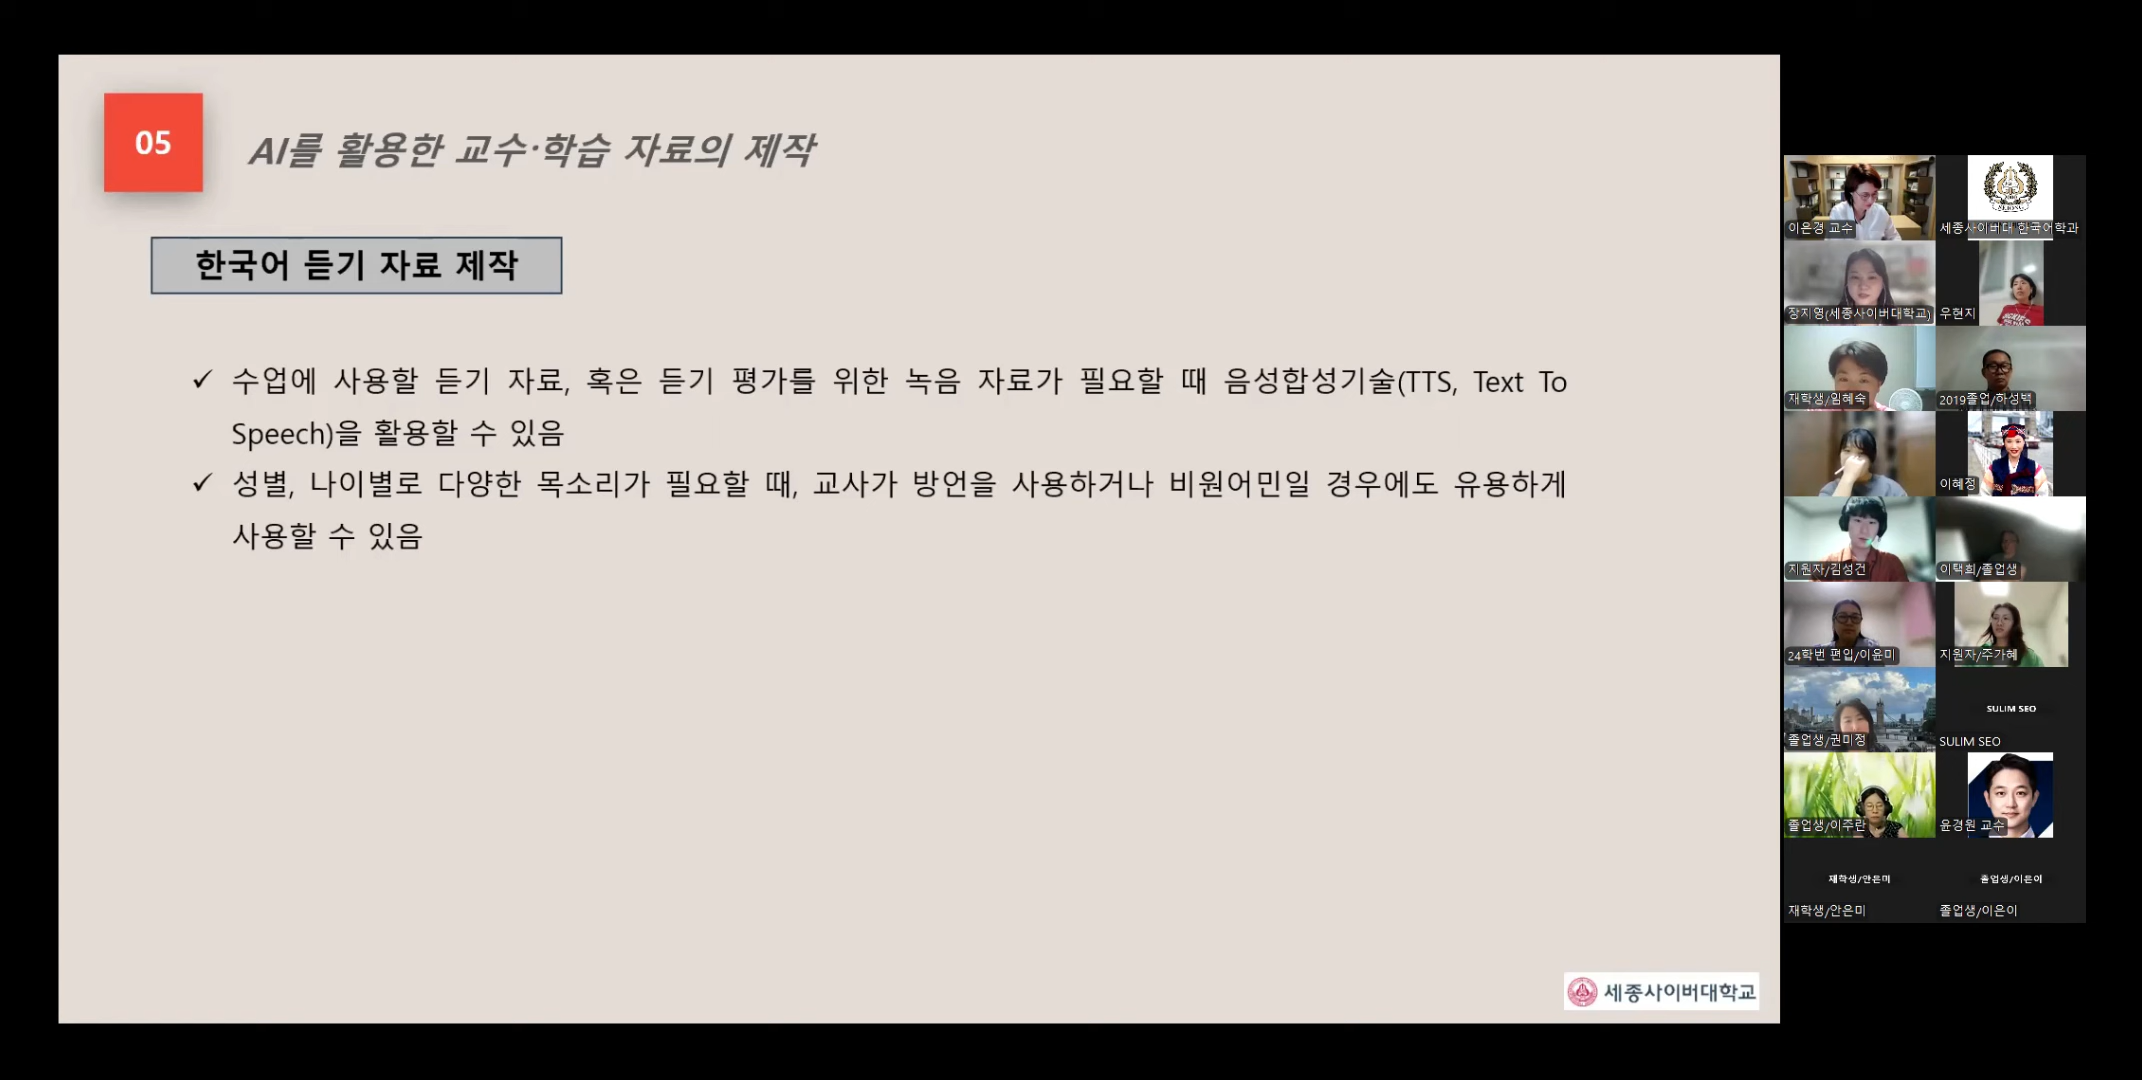 05
AI를 활용한 교수·학습 자료의 제작
한국어 듣기 자료 제작
✓ 수업에 사용할 듣기 자료, 혹은 듣기 평가를 위한 녹음 자료가 필요할 때 음성합성기술(TTS, Text To
Speech)을 활용할 수 있음
✓ 성별, 나이별로 다양한 목소리가 필요할 때, 교사가 방언을 사용하거나 비원어민일 경우에도 유용하게
사용할 수 있음
세종사이버대학교
이은경 교수
세종사이버대 한국어학과
장지영(세종사이버대학교)
우현지
재학생/임혜숙
2019졸업/하성백
이혜정
지원자/김성건
이택희/졸업생
24학번 편입/이윤미
지원자/주가혜
졸업생/권미정
SULIM SEO
SULIM SEO
졸업생/이주란
윤경원 교수
재학생/안은미
졸업생/이은이
재학생/안은미
졸업생/이은이